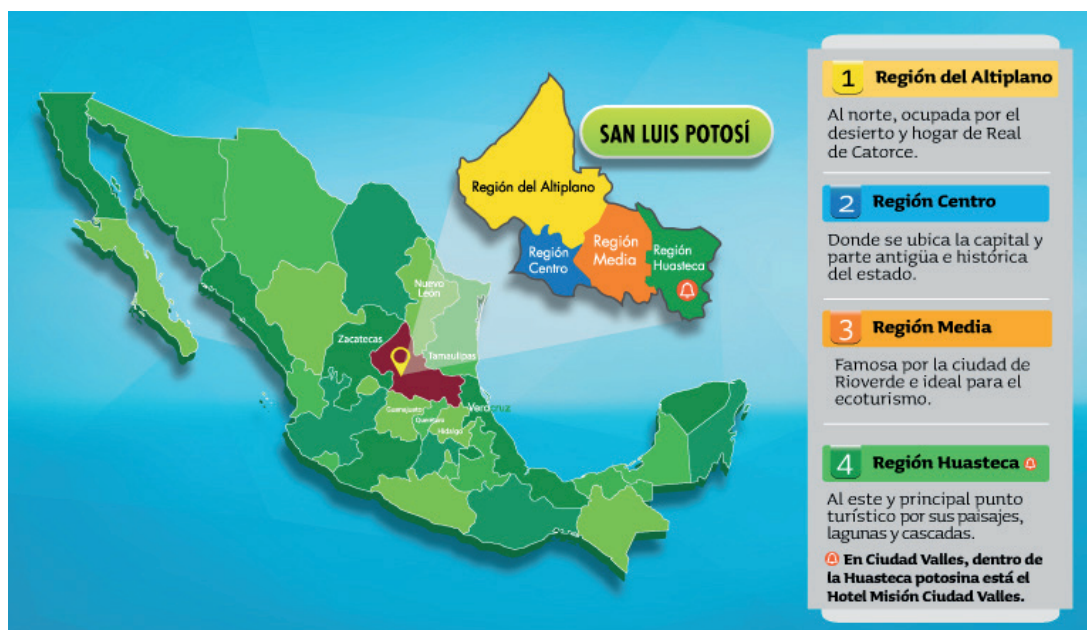 SAN LUIS POTOSÍ
Región del Altiplano
Región
Centro
Región
Media
Región
Huasteca
Nuevo
León
Zacatecas
Tamaulipas
Veracruz
Guanajuato
Querétaro
Hidalgo
1 Región del Altiplano
Al norte, ocupada por el
desierto y hogar de Real
de Catorce.
2 Región Centro
Donde se ubica la capital y
parte antigüa e histórica
del estado.
3 Región Media
Famosa por la ciudad de
Rioverde e ideal para el
ecoturismo.
4 Región Huasteca
Al este y principal punto
turístico por sus paisajes,
lagunas y cascadas.
En Ciudad Valles, dentro de
la Huasteca potosina está el
Hotel Misión Ciudad Valles.